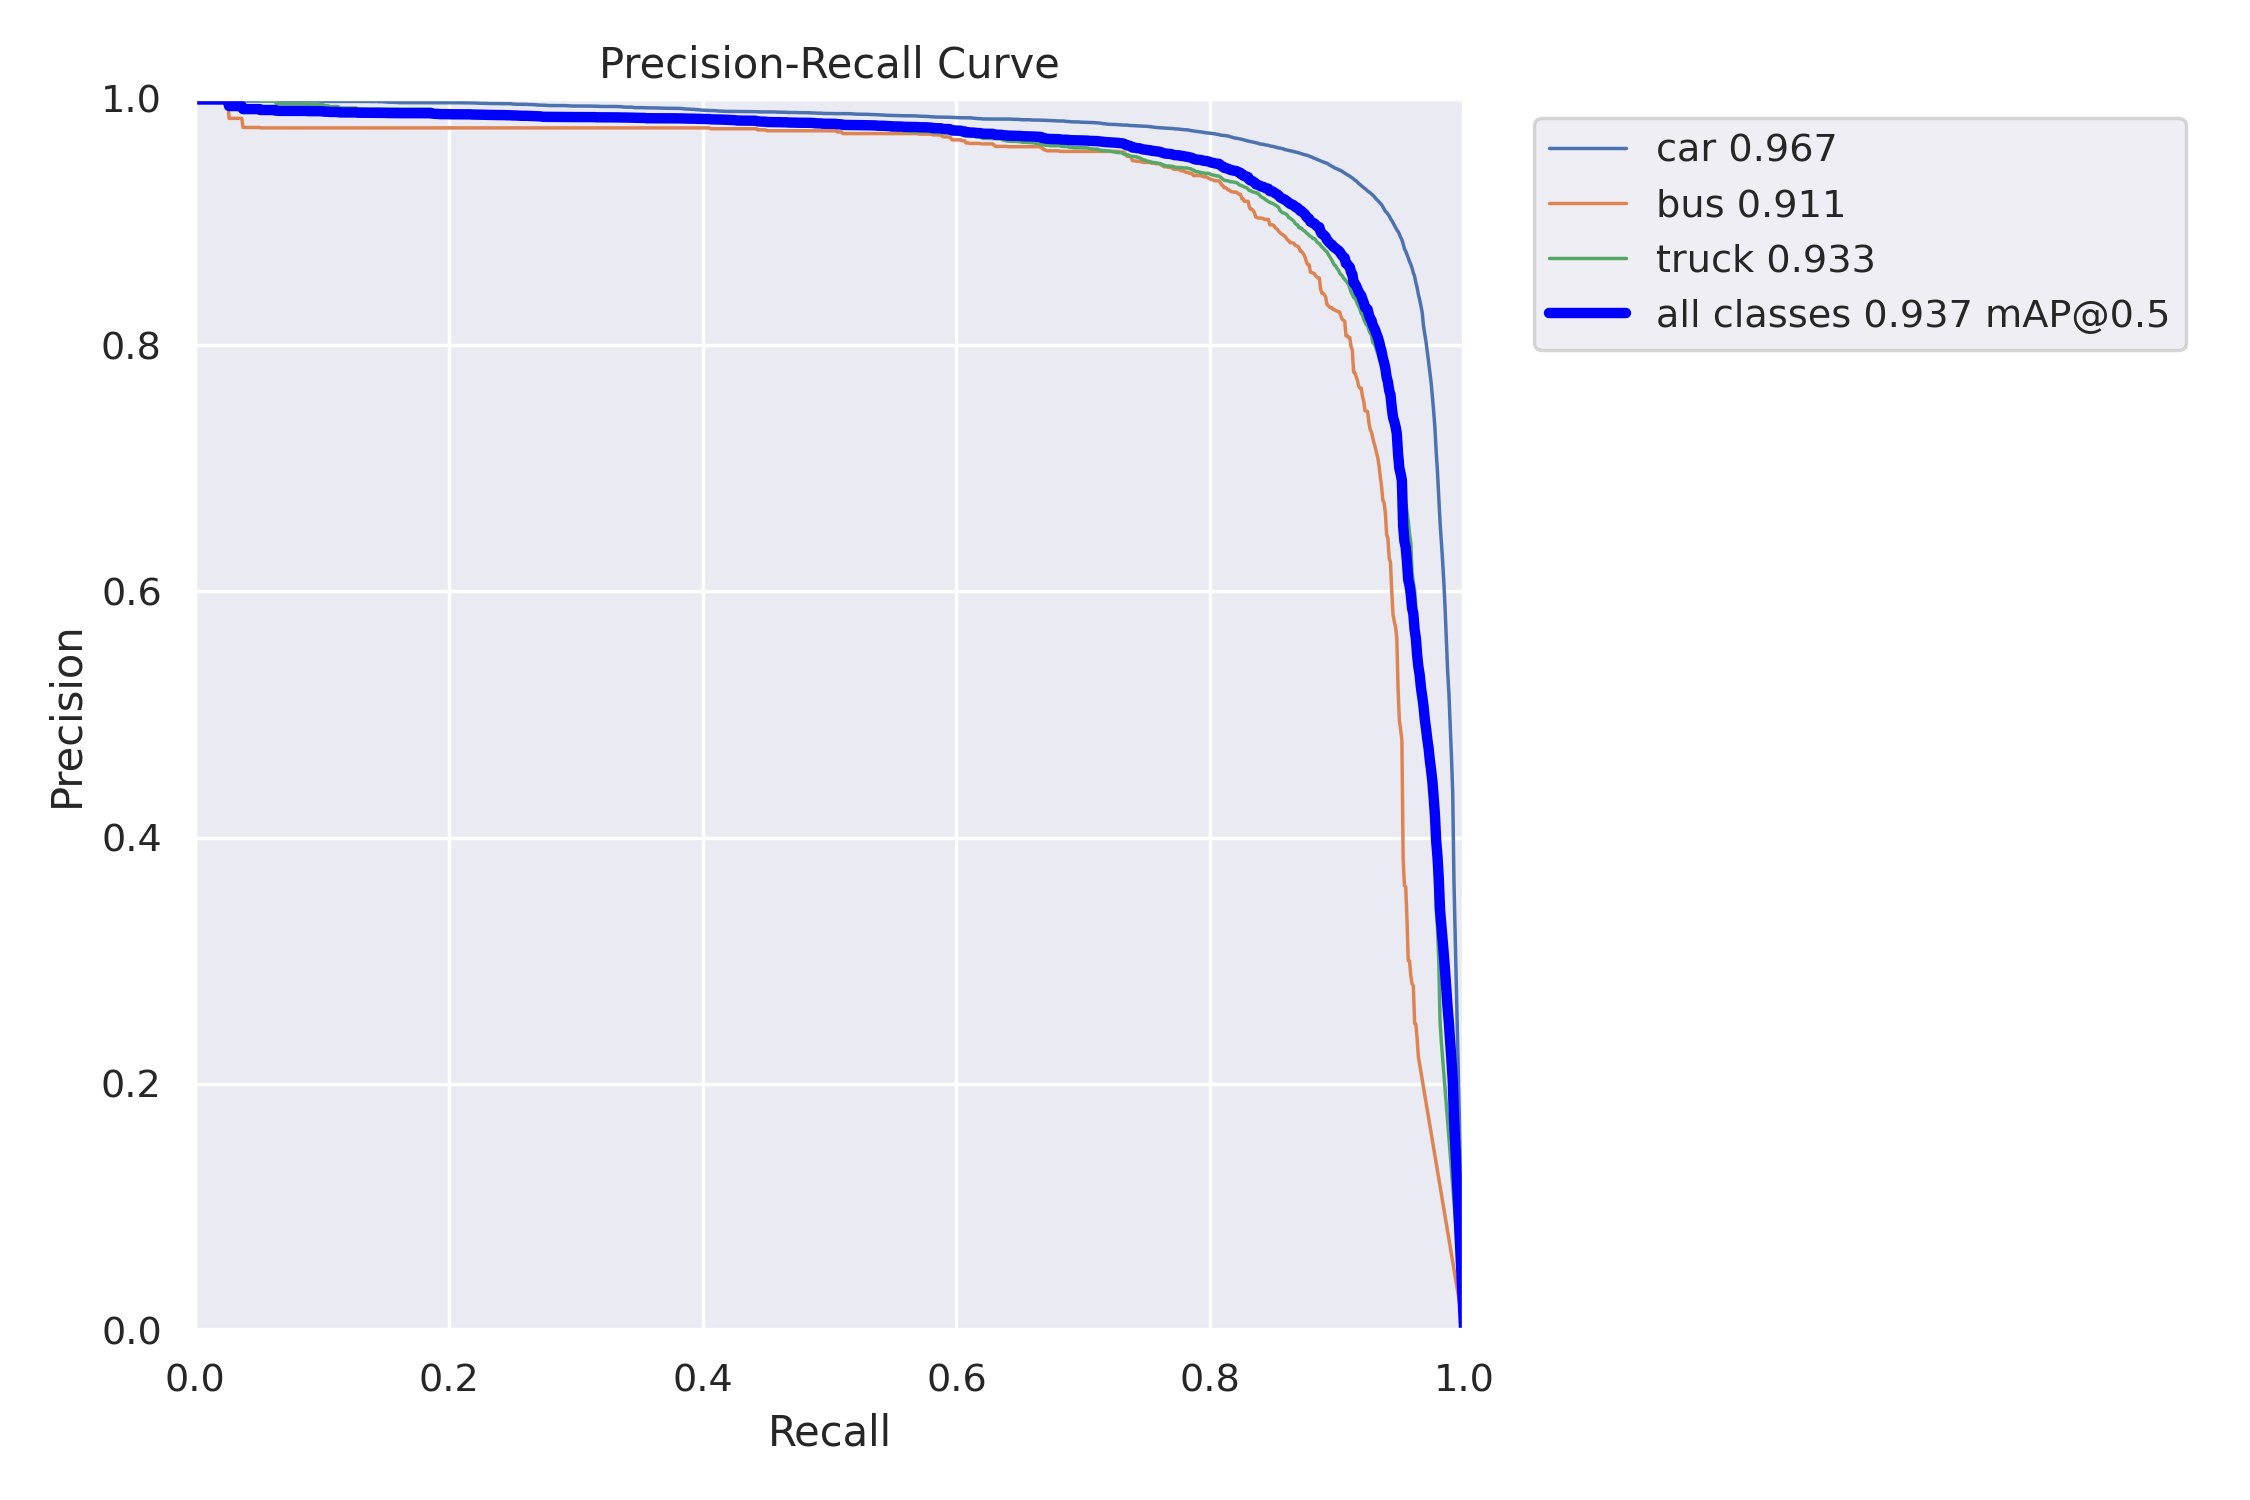 Precision-Recall Curve
1.0
0.8
0.6
0.4
0.2
0.0
Precision
0.0 0.2 0.4 0.6 0.8 1.0
Recall
car 0.967
bus 0.911
truck 0.933
all classes 0.937 mAP@0.5